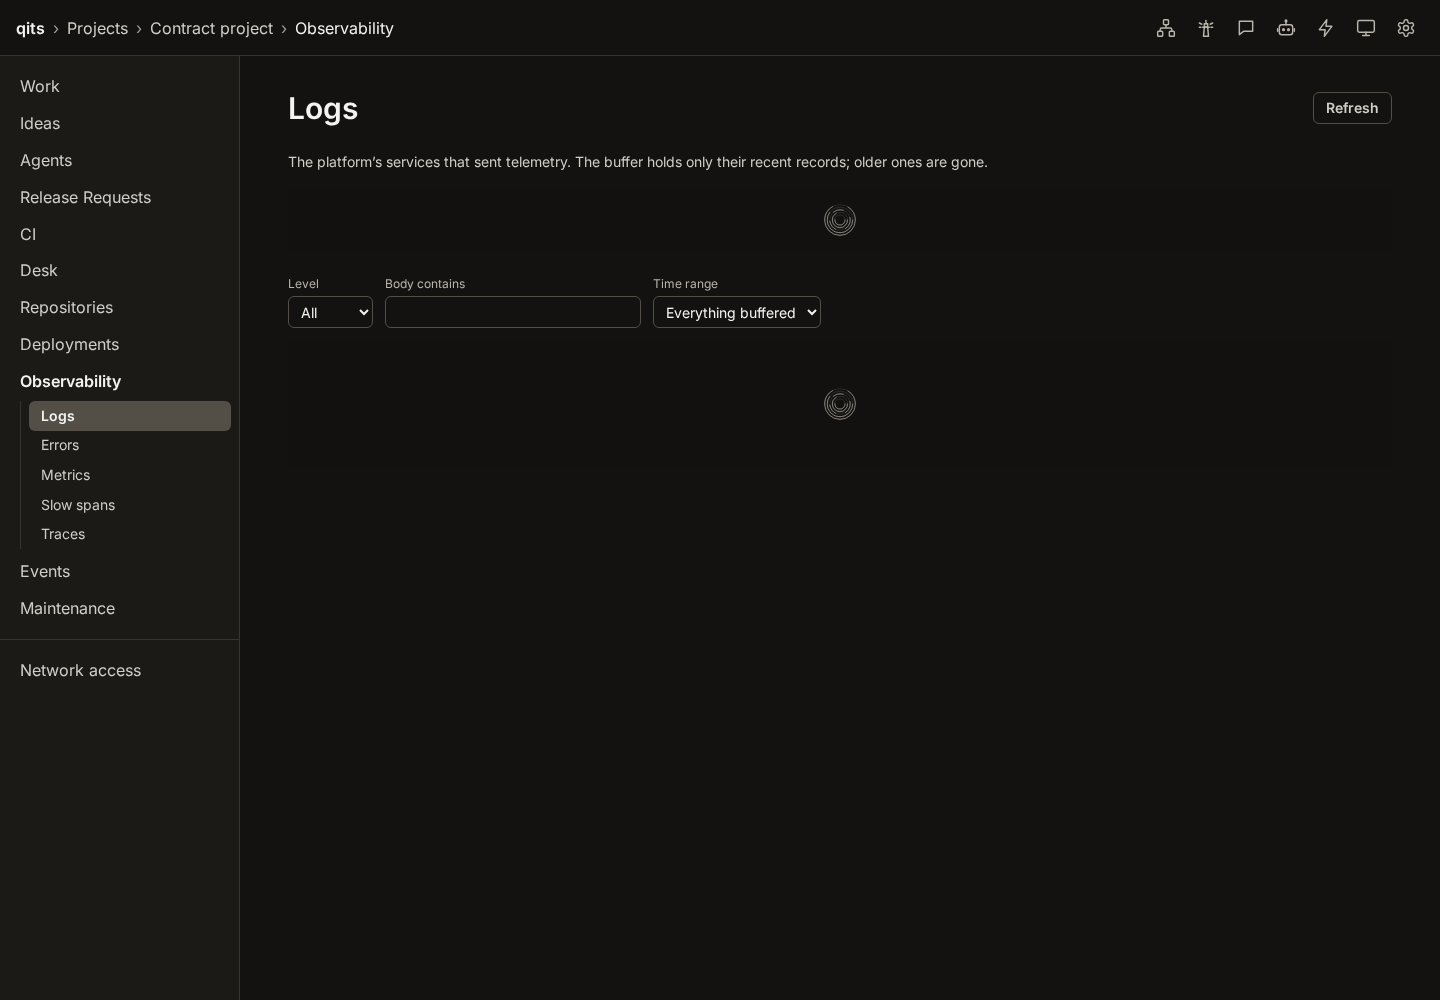 qits › Projects › Contract project › Observability
Work
Ideas
Agents
Release Requests
CI
Desk
Repositories
Deployments
Observability
Logs
Errors
Metrics
Slow spans
Traces
Events
Maintenance
Network access
Logs
Refresh
The platform’s services that sent telemetry. The buffer holds only their recent records; older ones are gone.
Level Body contains Time range
All Everything buffered